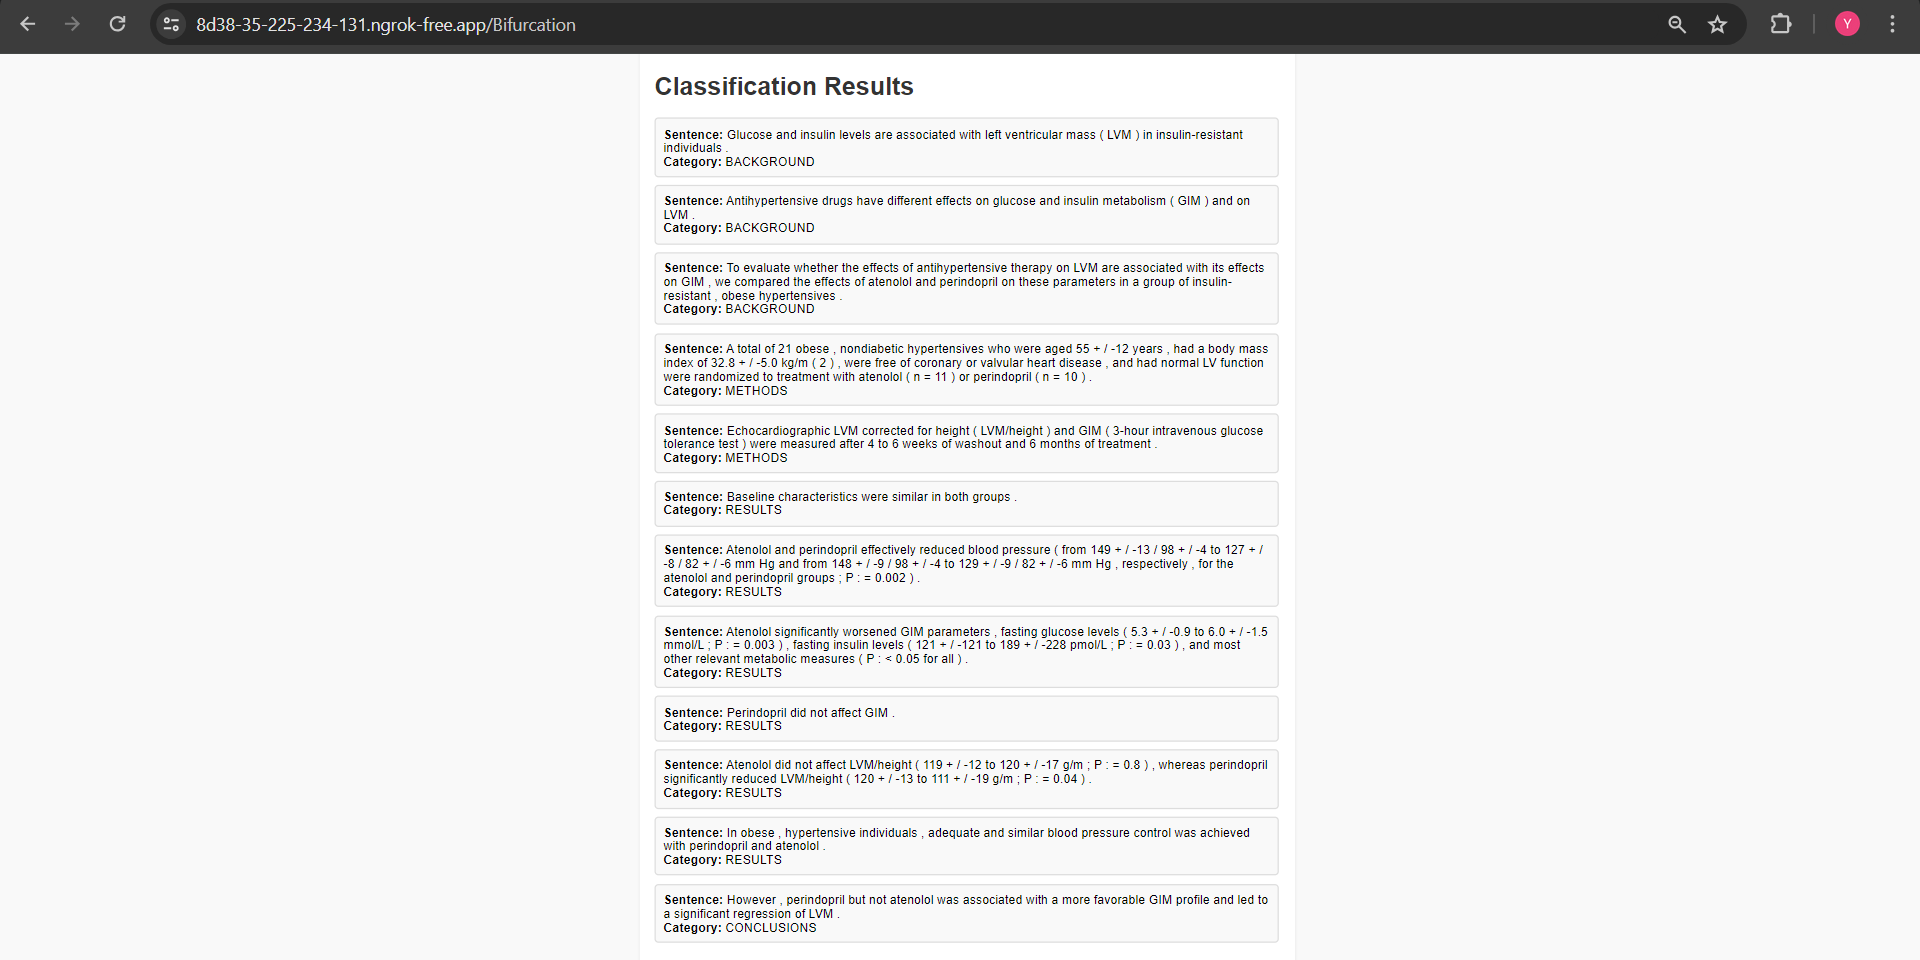 8d38-35-225-234-131.ngrok-free.app/Bifurcation
Y
Classification Results
Sentence: Glucose and insulin levels are associated with left ventricular mass ( LVM ) in insulin-resistant
individuals .
Category: BACKGROUND
Sentence: Antihypertensive drugs have different effects on glucose and insulin metabolism ( GIM ) and on
LVM .
Category: BACKGROUND
Sentence: To evaluate whether the effects of antihypertensive therapy on LVM are associated with its effects
on GIM , we compared the effects of atenolol and perindopril on these parameters in a group of insulin-
resistant , obese hypertensives .
Category: BACKGROUND
Sentence: A total of 21 obese , nondiabetic hypertensives who were aged 55 + / -12 years , had a body mass
index of 32.8 + / -5.0 kg/m ( 2 ) , were free of coronary or valvular heart disease , and had normal LV function
were randomized to treatment with atenolol ( n = 11 ) or perindopril ( n = 10 ) .
Category: METHODS
Sentence: Echocardiographic LVM corrected for height ( LVM/height ) and GIM ( 3-hour intravenous glucose
tolerance test ) were measured after 4 to 6 weeks of washout and 6 months of treatment .
Category: METHODS
Sentence: Baseline characteristics were similar in both groups .
Category: RESULTS
Sentence: Atenolol and perindopril effectively reduced blood pressure ( from 149 + / -13 / 98 + / -4 to 127 + /
-8 / 82 + / -6 mm Hg and from 148 + / -9 / 98 + / -4 to 129 + / -9 / 82 + / -6 mm Hg , respectively , for the
atenolol and perindopril groups ; P : = 0.002 ) .
Category: RESULTS
Sentence: Atenolol significantly worsened GIM parameters , fasting glucose levels ( 5.3 + / -0.9 to 6.0 + / -1.5
mmol/L ; P : = 0.003 ) , fasting insulin levels ( 121 + / -121 to 189 + / -228 pmol/L ; P : = 0.03 ) , and most
other relevant metabolic measures ( P : < 0.05 for all ) .
Category: RESULTS
Sentence: Perindopril did not affect GIM .
Category: RESULTS
Sentence: Atenolol did not affect LVM/height ( 119 + / -12 to 120 + / -17 g/m ; P : = 0.8 ) , whereas perindopril
significantly reduced LVM/height ( 120 + / -13 to 111 + / -19 g/m ; P : = 0.04 ) .
Category: RESULTS
Sentence: In obese , hypertensive individuals , adequate and similar blood pressure control was achieved
with perindopril and atenolol .
Category: RESULTS
Sentence: However , perindopril but not atenolol was associated with a more favorable GIM profile and led to
a significant regression of LVM .
Category: CONCLUSIONS